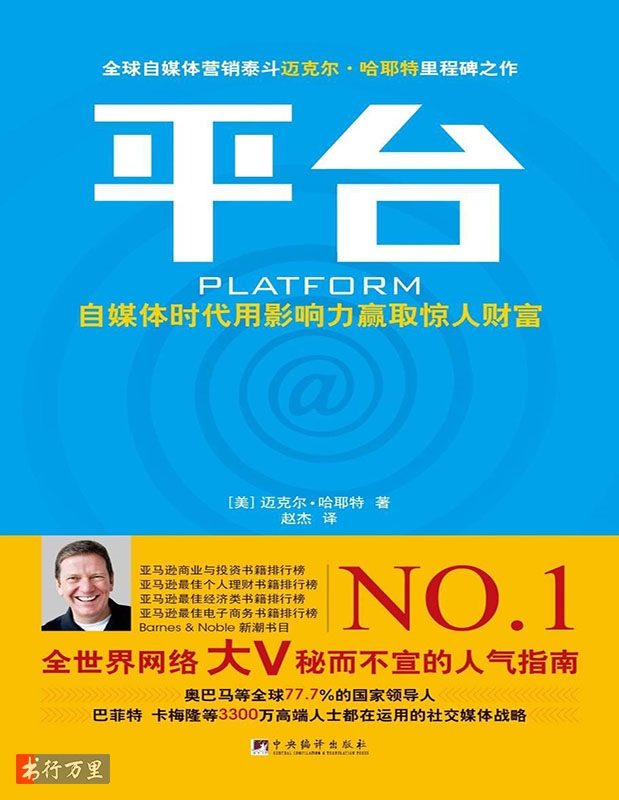 全球自媒体营销泰斗迈克尔·哈耶特里程碑之作
平台
PLATFORM
自媒体时代用影响力赢取惊人财富
@
[美] 迈克尔·哈耶特 著
赵杰 译
亚马逊商业与投资书籍排行榜
亚马逊最佳个人理财书籍排行榜
亚马逊最佳经济类书籍排行榜
亚马逊最佳电子商务书籍排行榜
Barnes & Noble 新潮书目
NO.1
全世界网络大V秘而不宣的人气指南
奥巴马等全球77.7%的国家领导人
巴菲特 卡梅隆等3300万高端人士都在运用的社交媒体战略
中央编译出版社
CENTRAL COMPILATION & TRANSLATION PRESS
书行万里